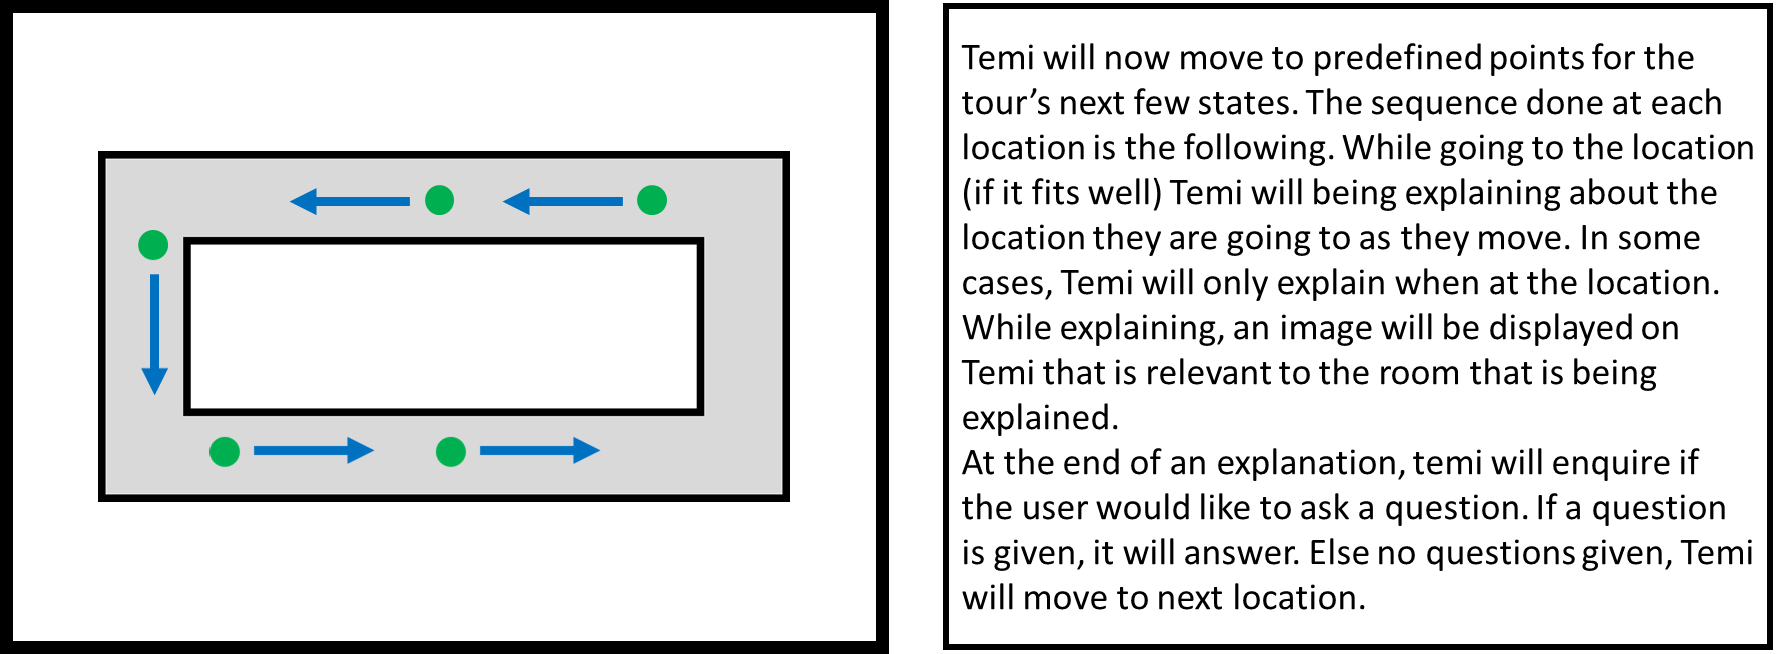 Temi will now move to predefined points for the
tour’s next few states. The sequence done at each
location is the following. While going to the location
(if it fits well) Temi will being explaining about the
location they are going to as they move. In some
cases, Temi will only explain when at the location.
While explaining, an image will be displayed on
Temi that is relevant to the room that is being
explained.
At the end of an explanation, temi will enquire if
the user would like to ask a question. If a question
is given, it will answer. Else no questions given, Temi
will move to next location.